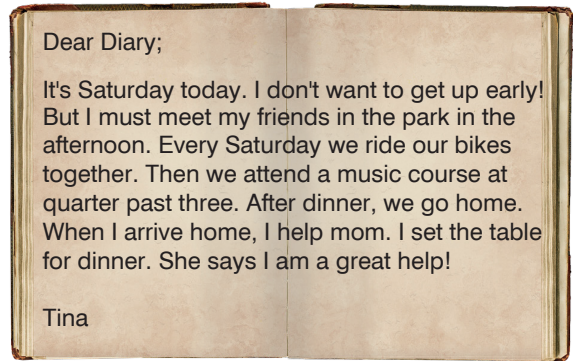 Dear Diary;
It's Saturday today. I don't want to get up early!
But I must meet my friends in the park in the
afternoon. Every Saturday we ride our bikes
together. Then we attend a music course at
quarter past three. After dinner, we go home.
When I arrive home, I help mom. I set the table
for dinner. She says I am a great help!
Tina